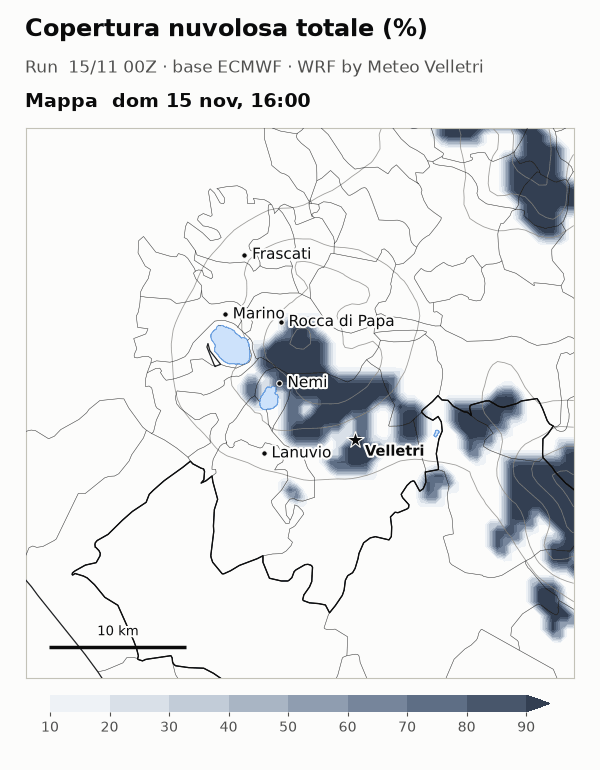 Copertura nuvolosa totale (%)
Run  15/11 00Z · base ECMWF · WRF by Meteo Velletri
Mappa  dom 15 nov, 16:00
Frascati
Marino
Rocca di Papa
Nemi
Velletri
Lanuvio
10 km
10 20 30 40 50 60 70 80 90